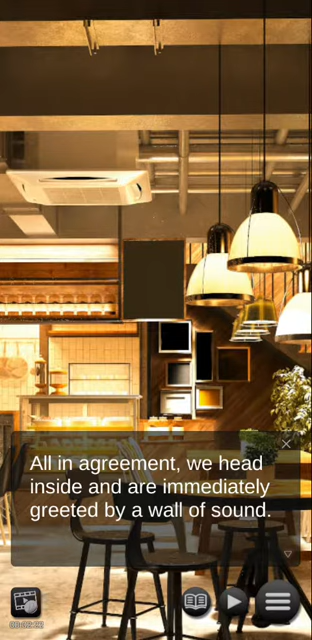 All in agreement, we head
inside and are immediately
greeted by a wall of sound.